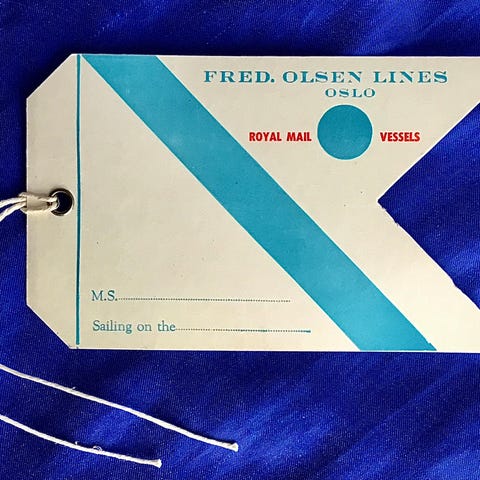 FRED. OLSEN LINES
OSLO
ROYAL MAIL VESSELS
M.S.
Sailing on the